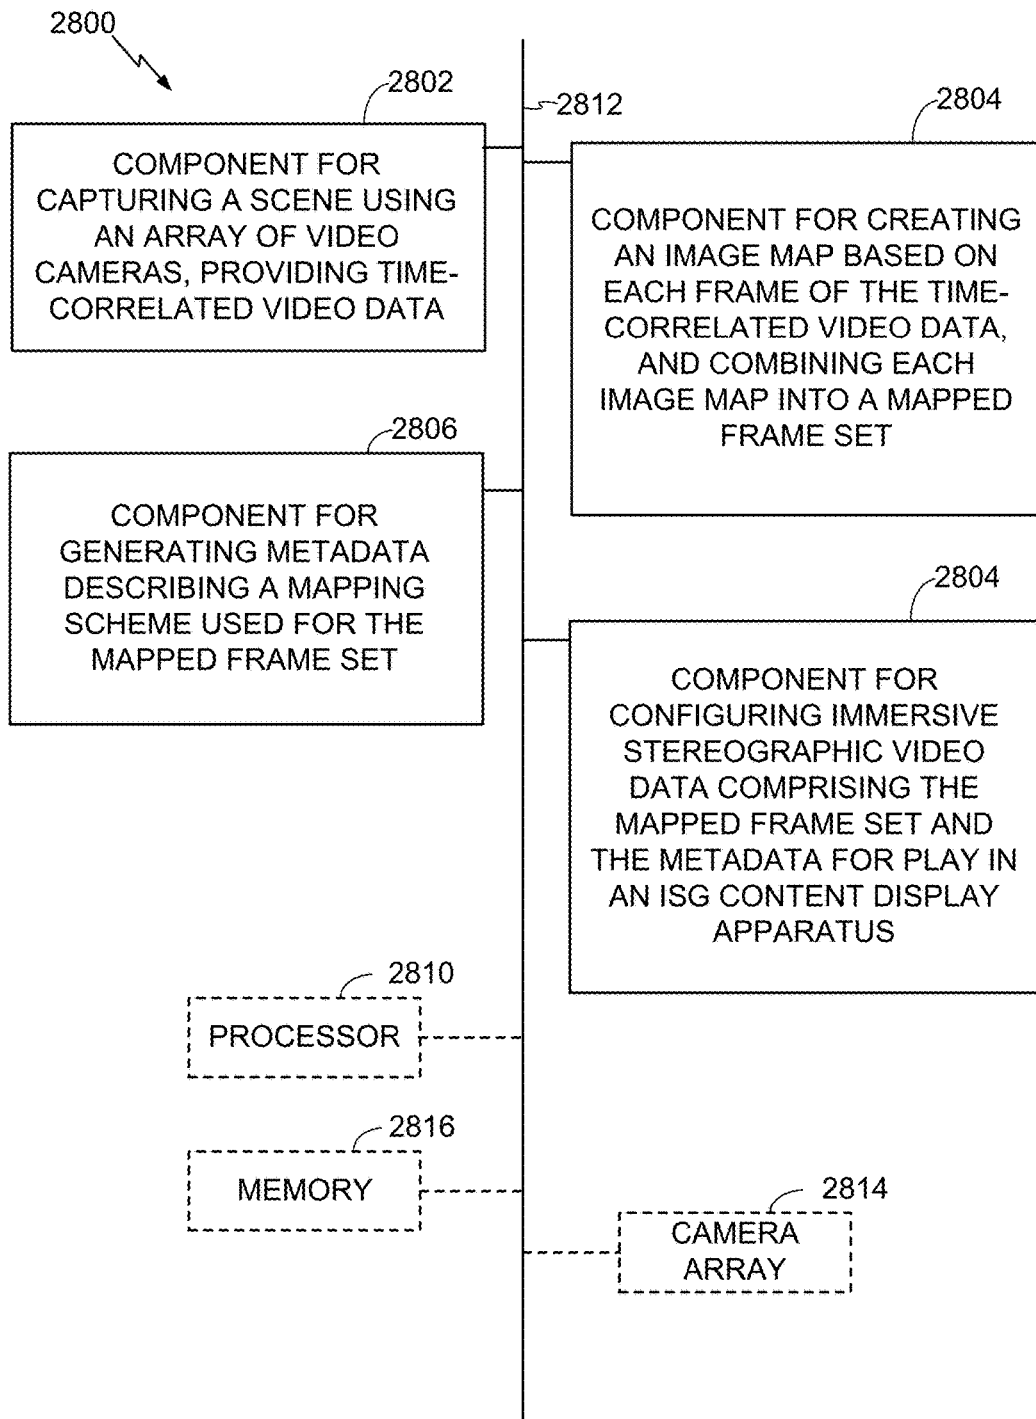 2800
2802
2812
2804
COMPONENT FOR
CAPTURING A SCENE USING
AN ARRAY OF VIDEO
CAMERAS, PROVIDING TIME-
CORRELATED VIDEO DATA
COMPONENT FOR CREATING
AN IMAGE MAP BASED ON
EACH FRAME OF THE TIME-
CORRELATED VIDEO DATA,
AND COMBINING EACH
IMAGE MAP INTO A MAPPED
FRAME SET
2806
COMPONENT FOR
GENERATING METADATA
DESCRIBING A MAPPING
SCHEME USED FOR THE
MAPPED FRAME SET
2804
COMPONENT FOR
CONFIGURING IMMERSIVE
STEREOGRAPHIC VIDEO
DATA COMPRISING THE
MAPPED FRAME SET AND
THE METADATA FOR PLAY IN
AN ISG CONTENT DISPLAY
APPARATUS
2810
PROCESSOR
2816
MEMORY
2814
CAMERA
ARRAY